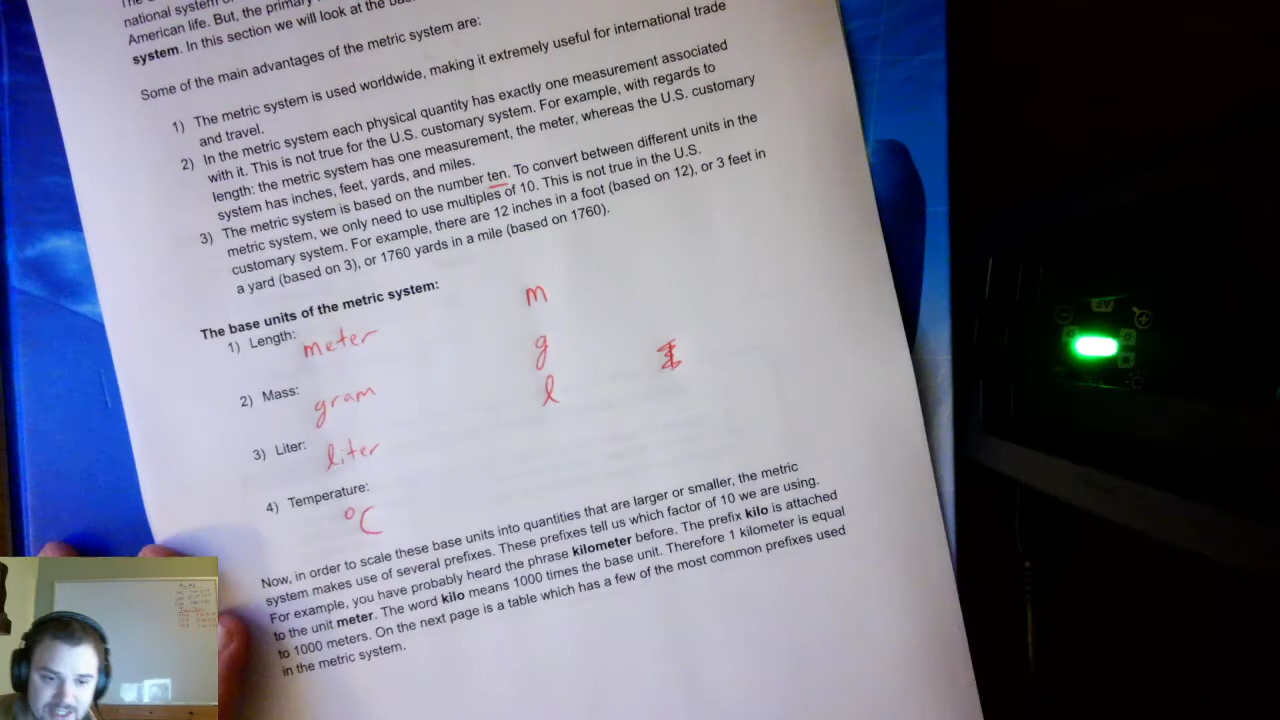 national system
American life. But, the primary
system. In this section we will look at the
Some of the main advantages of the metric system are:
1) The metric system is used worldwide, making it extremely useful for international trade
and travel.
2) In the metric system each physical quantity has exactly one measurement associated
with it. This is not true for the U.S. customary system. For example, with regards to
length: the metric system has one measurement, the meter, whereas the U.S. customary
system has inches, feet, yards, and miles.
3) The metric system is based on the number ten. To convert between different units in the
metric system, we only need to use multiples of 10. This is not true in the U.S.
customary system. For example, there are 12 inches in a foot (based on 12), or 3 feet in
a yard (based on 3), or 1760 yards in a mile (based on 1760).
The base units of the metric system:
1) Length: meter m
2) Mass: gram g
3) Liter: liter l
4) Temperature: °C
Now, in order to scale these base units into quantities that are larger or smaller, the metric
system makes use of several prefixes. These prefixes tell us which factor of 10 we are using.
For example, you have probably heard the phrase kilometer before. The prefix kilo is attached
to the unit meter. The word kilo means 1000 times the base unit. Therefore 1 kilometer is equal
to 1000 meters. On the next page is a table which has a few of the most common prefixes used
in the metric system.
AF